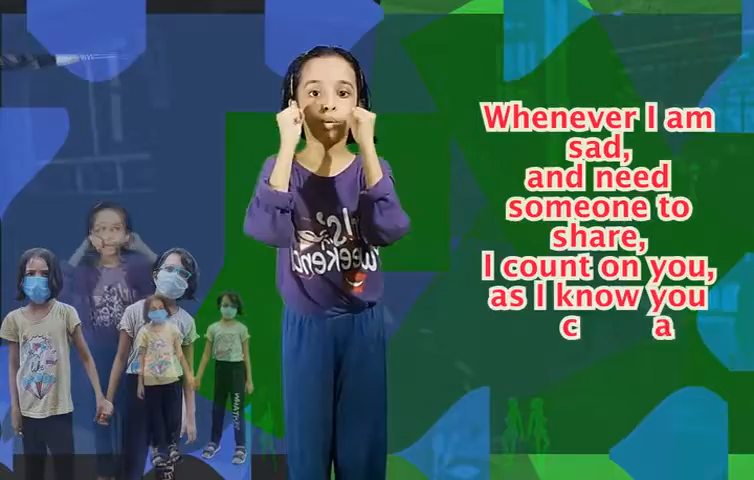 Whenever I am
sad,
and need
someone to
share,
I count on you,
as I know you
c a